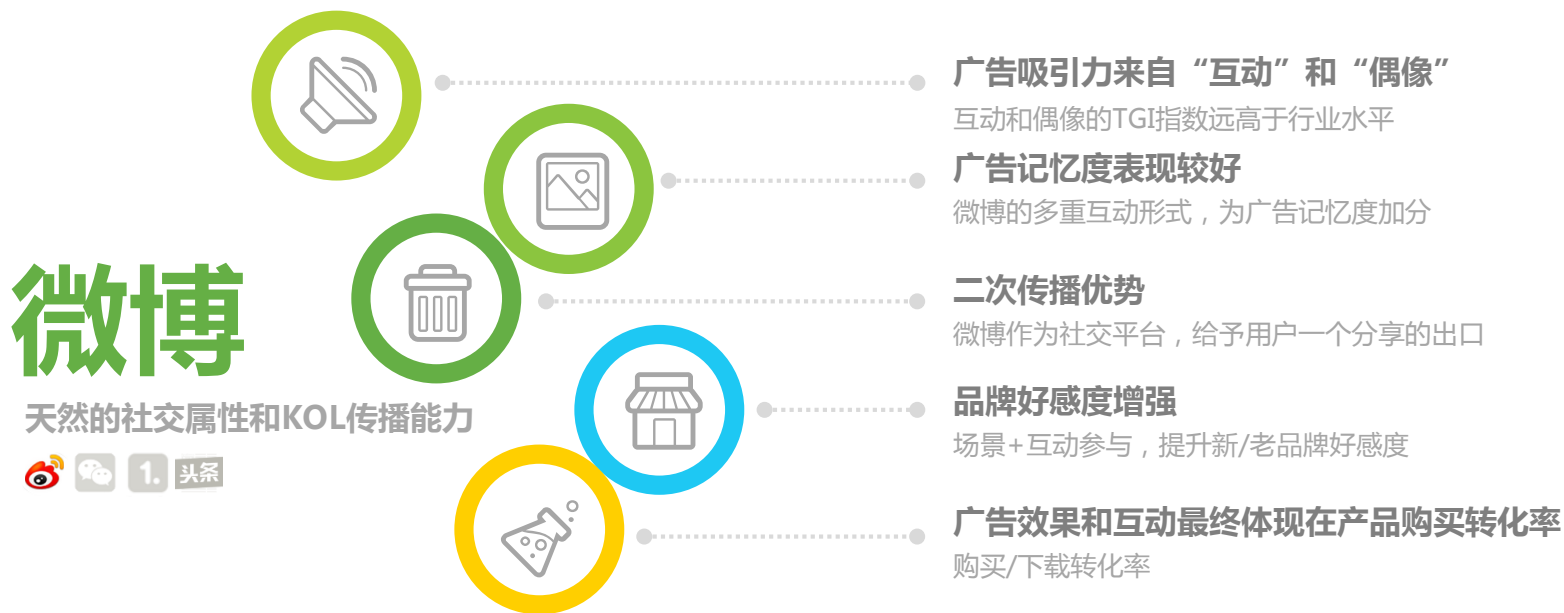 微博
天然的社交属性和KOL传播能力
1.
头条
广告吸引力来自“互动”和“偶像”
互动和偶像的TGI指数远高于行业水平
广告记忆度表现较好
微博的多重互动形式，为广告记忆度加分
二次传播优势
微博作为社交平台，给予用户一个分享的出口
品牌好感度增强
场景+互动参与，提升新/老品牌好感度
广告效果和互动最终体现在产品购买转化率
购买/下载转化率